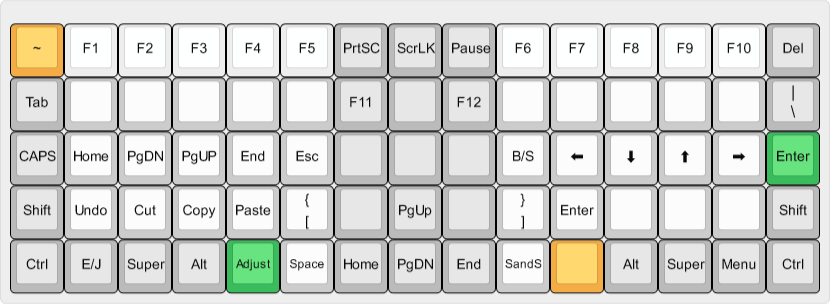 ~ F1 F2 F3 F4 F5 PrtSC ScrLK Pause F6 F7 F8 F9 F10 Del
Tab F11 F12 |
\
CAPS Home PgDN PgUP End Esc B/S ⬅ ⬇ ⬆ ➡ Enter
Shift Undo Cut Copy Paste { PgUp } Enter Shift
[ ]
Ctrl E/J Super Alt Adjust Space Home PgDN End SandS Alt Super Menu Ctrl